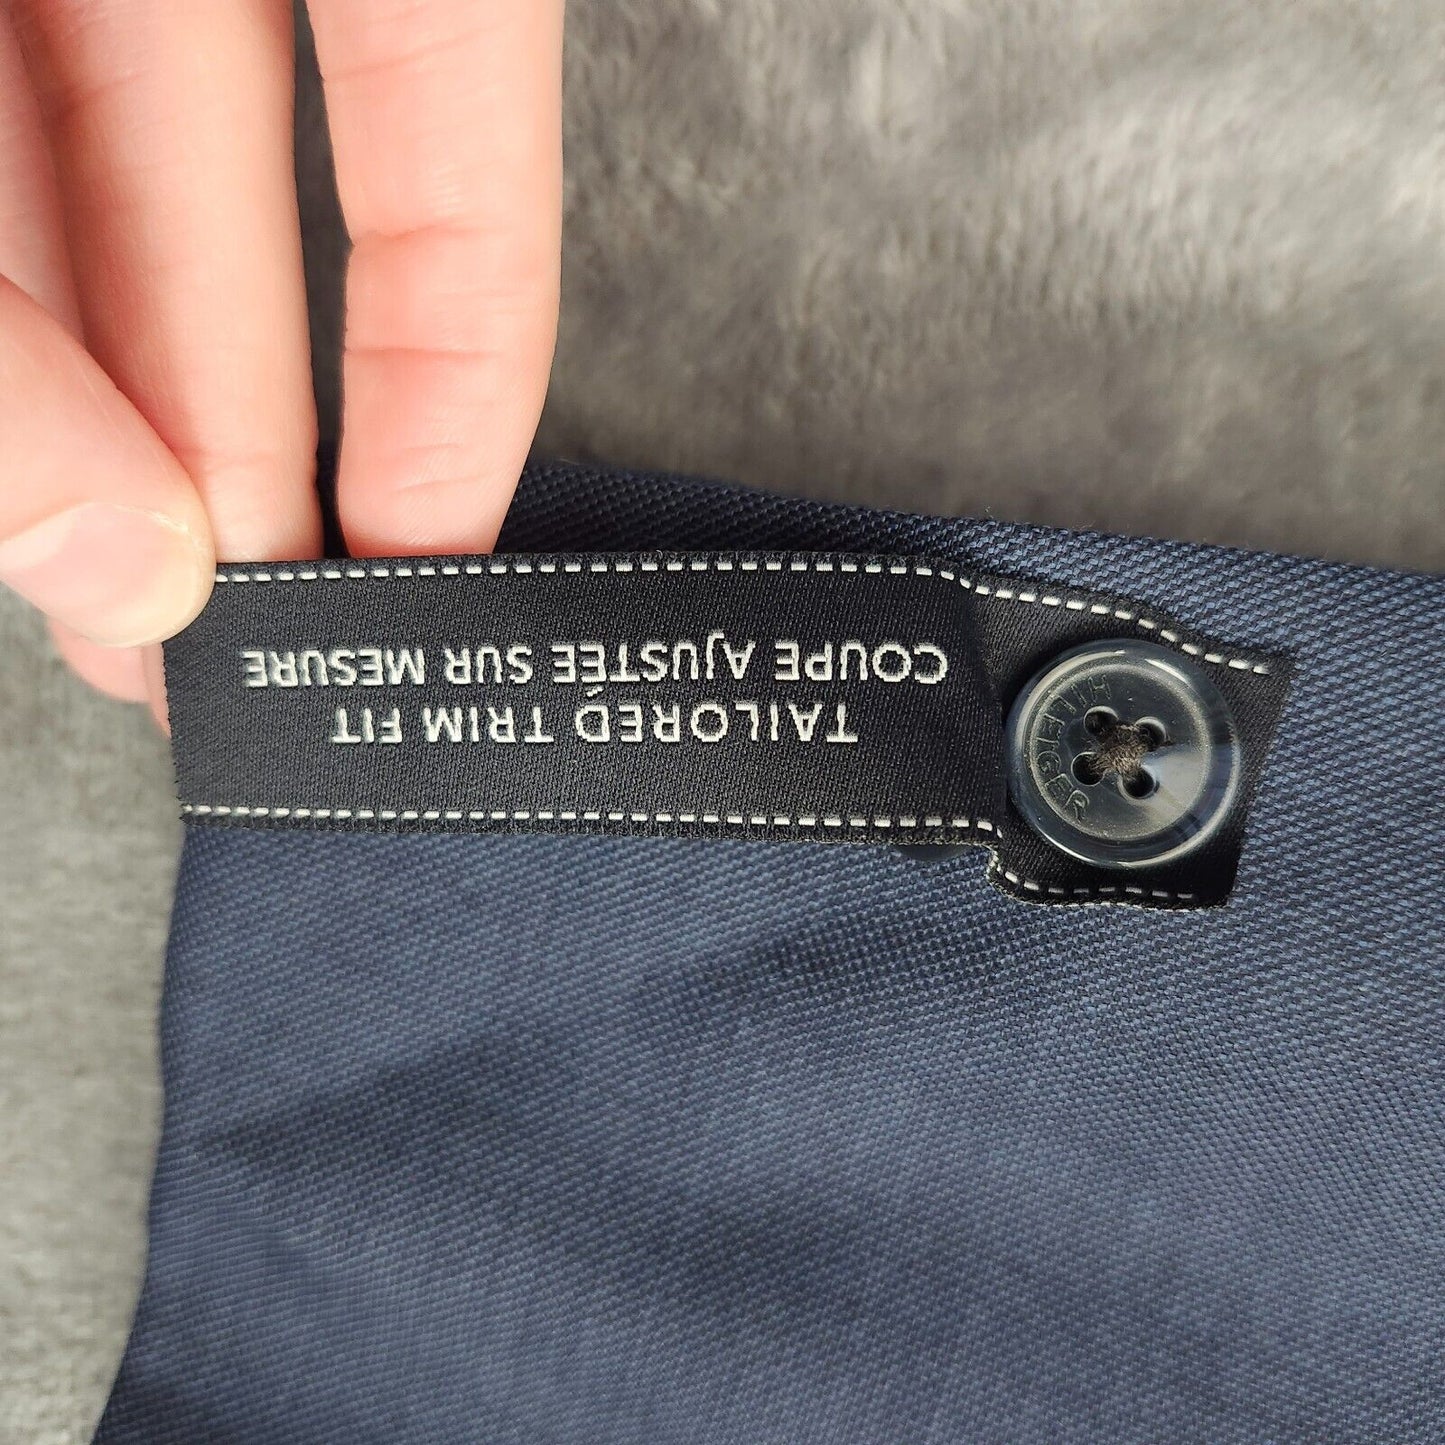 TAILORED TRIM FIT
COUPE AJUSTÉE SUR MESURE
HILFIGER